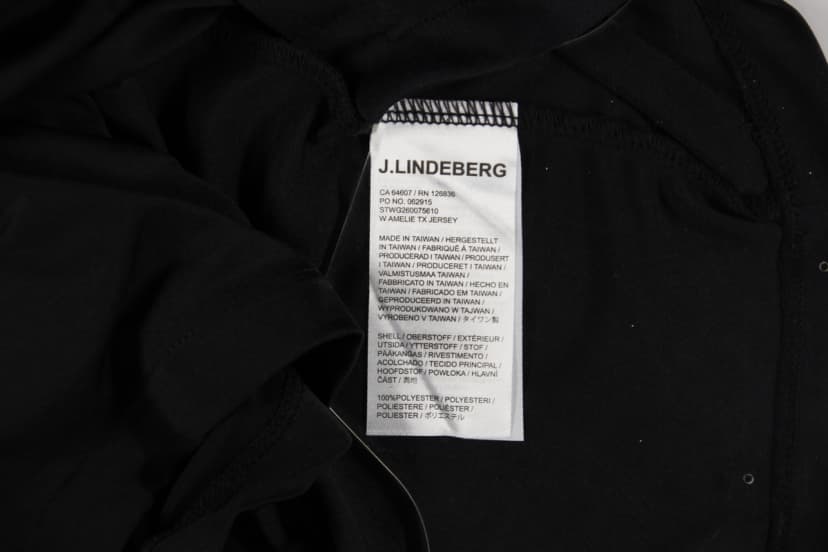 J.LINDEBERG
CA 64607 / RN 126836
PO NO. 062915
STWG260075610
W AMELIE TX JERSEY
MADE IN TAIWAN / HERGESTELLT
IN TAIWAN / FABRIQUÉ À TAIWAN /
PRODUCERAD I TAIWAN / PRODUSERT
I TAIWAN / PRODUCERET I TAIWAN /
VALMISTUSMAA TAIWAN /
FABBRICATO IN TAIWAN / HECHO EN
TAIWAN / FABRICADO EM TAIWAN /
GEPRODUCEERD IN TAIWAN /
WYPRODUKOWANO W TAJWAN /
VYROBENO V TAIWAN / タイワン製
SHELL / OBERSTOFF / EXTÉRIEUR /
UTSIDA / YTTERSTOFF / STOF /
PÄÄKANGAS / RIVESTIMENTO /
ACOLCHADO / TECIDO PRINCIPAL /
HOOFDSTOF / POWŁOKA / HLAVNÍ
ČÁST / 表地
100%POLYESTER / POLYESTERI /
POLIESTERE / POLIÉSTER /
POLIESTER / ポリエステル